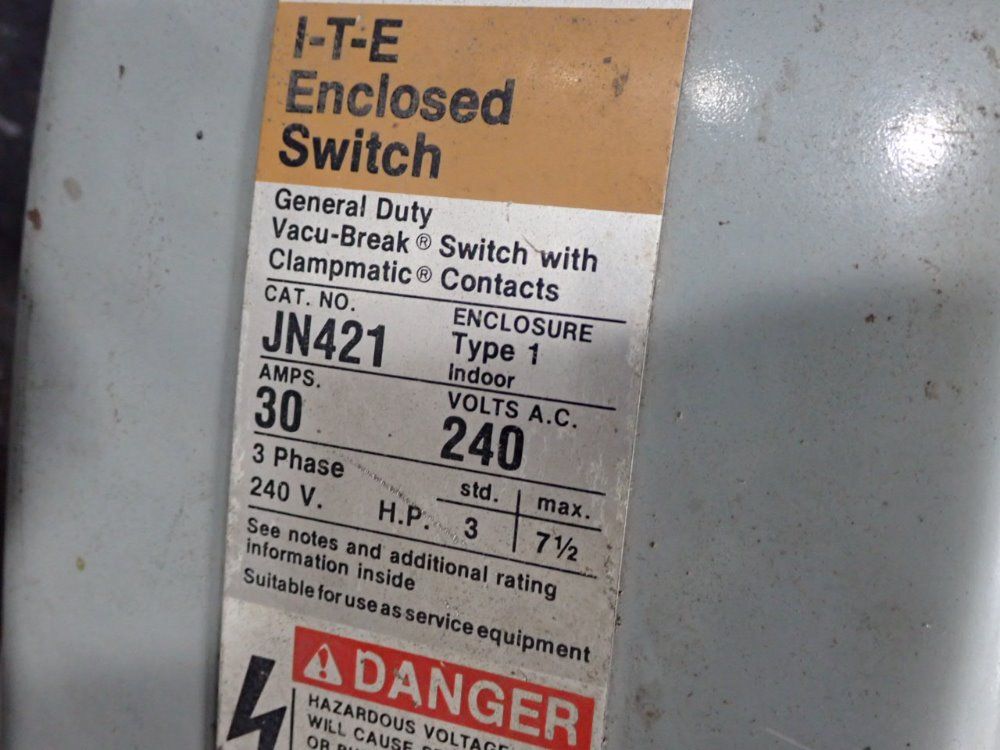 I-T-E
Enclosed
Switch
General Duty
Vacu-Break® Switch with
Clampmatic® Contacts
CAT. NO.
JN421
ENCLOSURE
Type 1
Indoor
AMPS.
30
VOLTS A.C.
240
3 Phase
240 V.
H.P.
std.
3
max.
7½
See notes and additional rating
information inside
Suitable for use as service equipment
DANGER
HAZARDOUS VOLTAGE
WILL CAUSE